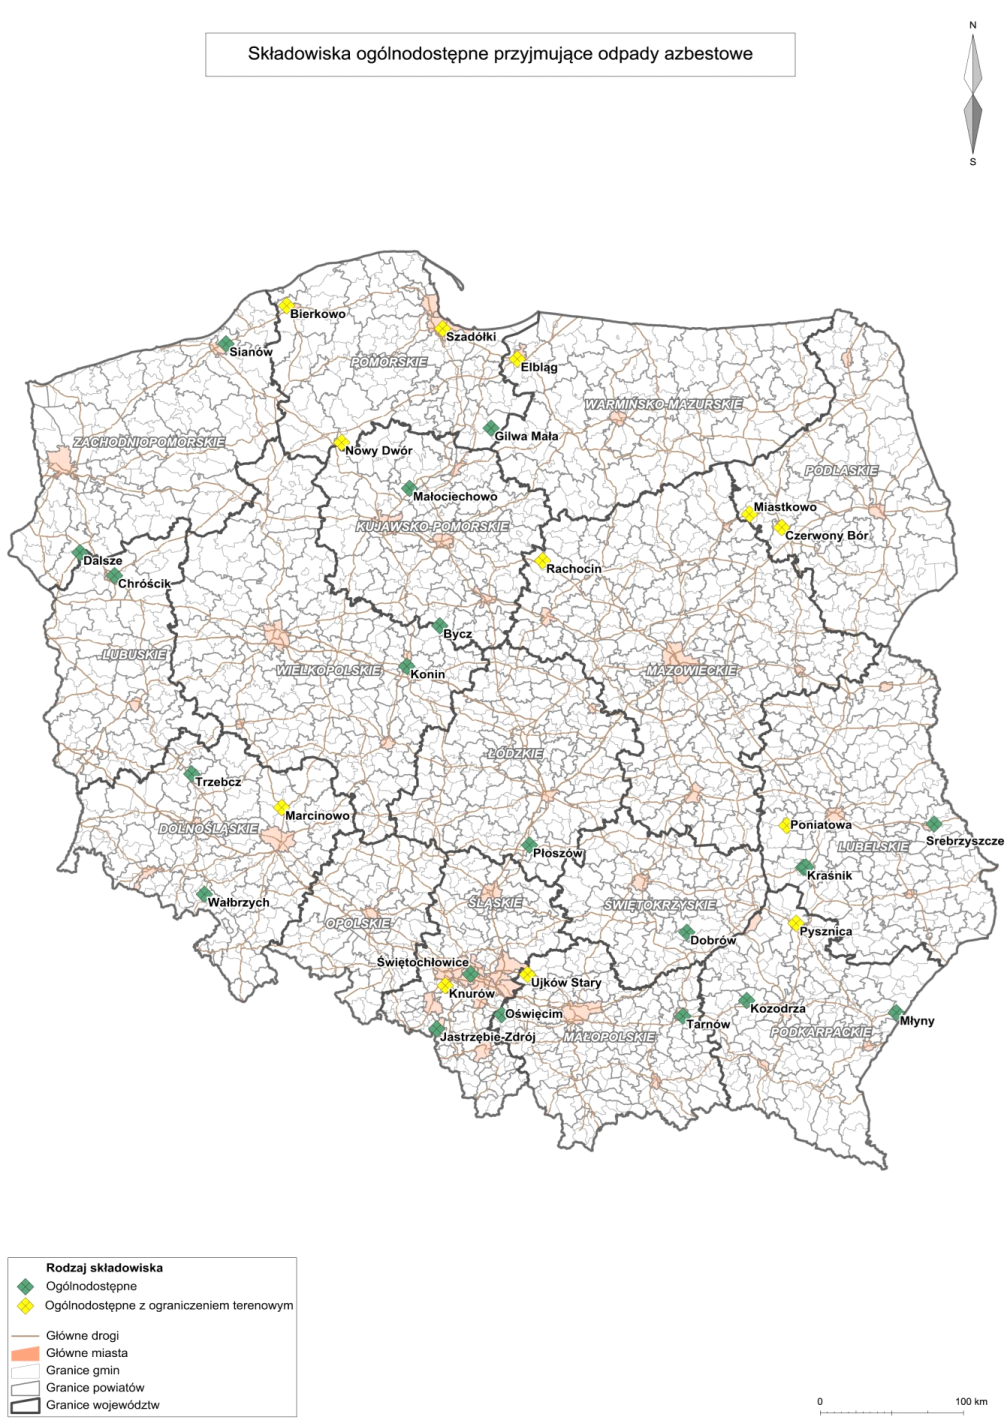 N
Składowiska ogólnodostępne przyjmujące odpady azbestowe
S
Bierkowo
Szadółki
Sianów
POMORSKIE
Elbląg
WARMIŃSKO-MAZURSKIE
Gilwa Mała
ZACHODNIOPOMORSKIE
Nowy Dwór
PODLASKIE
Małociechowo
Miastkowo
KUJAWSKO-POMORSKIE
Czerwony Bór
Dalsze
Rachocin
Chróścik
Bycz
LUBUSKIE
WIELKOPOLSKIE
Konin
MAZOWIECKIE
ŁÓDZKIE
Trzebcz
Marcinowo
DOLNOŚLĄSKIE
Poniatowa
Srebrzyszcze
LUBELSKIE
Płoszów
Kraśnik
Wałbrzych
ŚLĄSKIE
ŚWIĘTOKRZYSKIE
OPOLSKIE
Pysznica
Dobrów
Świętochłowice
Ujków Stary
Knurów
Kozodrza
Oświęcim
Młyny
Tarnów
PODKARPACKIE
Jastrzębie-Zdrój
MAŁOPOLSKIE
Rodzaj składowiska
Ogólnodostępne
Ogólnodostępne z ograniczeniem terenowym
Główne drogi
Główne miasta
Granice gmin
Granice powiatów
Granice województw
0 100 km